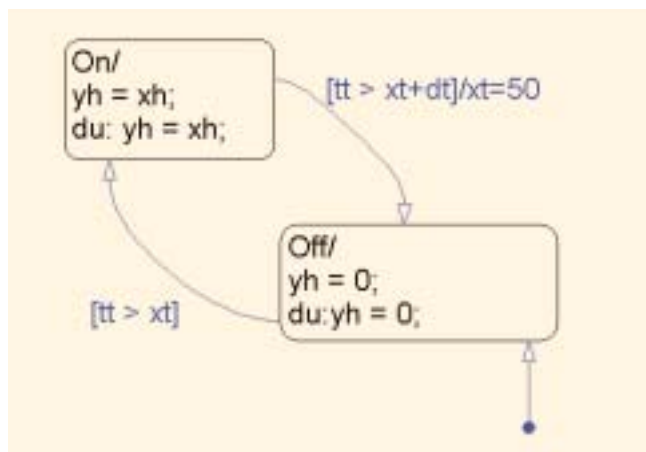 On/
yh = xh;
du: yh = xh;
[tt > xt+dt]/xt=50
Off/
yh = 0;
du:yh = 0;
[tt > xt]